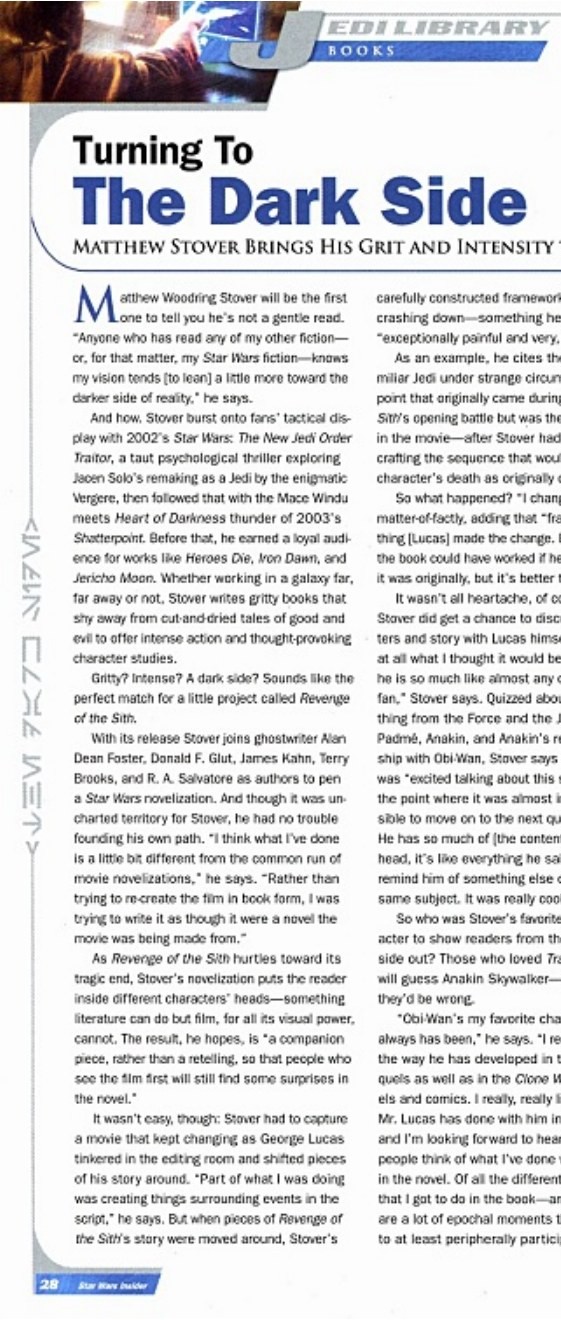 JEDI LIBRARY
BOOKS
Turning To
The Dark Side
MATTHEW STOVER BRINGS HIS GRIT AND INTENSITY
Matthew Woodring Stover will be the first
one to tell you he's not a gentle read.
"Anyone who has read any of my other fiction—
or, for that matter, my Star Wars fiction—knows
my vision tends [to lean] a little more toward the
darker side of reality," he says.
And how. Stover burst onto fans' tactical dis-
play with 2002's Star Wars: The New Jedi Order
Traitor, a taut psychological thriller exploring
Jacen Solo's remaking as a Jedi by the enigmatic
Vergere, then followed that with the Mace Windu
meets Heart of Darkness thunder of 2003's
Shatterpoint. Before that, he earned a loyal audi-
ence for works like Heroes Die, Iron Dawn, and
Jericho Moon. Whether working in a galaxy far,
far away or not, Stover writes gritty books that
shy away from cut-and-dried tales of good and
evil to offer intense action and thought-provoking
character studies.
Gritty? Intense? A dark side? Sounds like the
perfect match for a little project called Revenge
of the Sith.
With its release Stover joins ghostwriter Alan
Dean Foster, Donald F. Glut, James Kahn, Terry
Brooks, and R. A. Salvatore as authors to pen
a Star Wars novelization. And though it was un-
charted territory for Stover, he had no trouble
founding his own path. "I think what I've done
is a little bit different from the common run of
movie novelizations," he says. "Rather than
trying to re-create the film in book form, I was
trying to write it as though it were a novel the
movie was being made from."
As Revenge of the Sith hurtles toward its
tragic end, Stover's novelization puts the reader
inside different characters' heads—something
literature can do but film, for all its visual power,
cannot. The result, he hopes, is "a companion
piece, rather than a retelling, so that people who
see the film first will still find some surprises in
the novel."
It wasn't easy, though: Stover had to capture
a movie that kept changing as George Lucas
tinkered in the editing room and shifted pieces
of his story around. "Part of what I was doing
was creating things surrounding events in the
script," he says. But when pieces of Revenge of
the Sith's story were moved around, Stover's
carefully constructed framework
crashing down—something he
"exceptionally painful and very,
As an example, he cites the
miliar Jedi under strange circum
point that originally came during
Sith's opening battle but was the
in the movie—after Stover had
crafting the sequence that woul
character's death as originally
So what happened? "I chang
matter-of-factly, adding that "fra
thing [Lucas] made the change.
the book could have worked if he
it was originally, but it's better
It wasn't all heartache, of co
Stover did get a chance to discu
ters and story with Lucas himse
at all what I thought it would be
he is so much like almost any
fan," Stover says. Quizzed abou
thing from the Force and the J
Padmé, Anakin, and Anakin's re
ship with Obi-Wan, Stover says
was "excited talking about this
the point where it was almost i
sible to move on to the next qu
He has so much of [the content
head, it's like everything he sai
remind him of something else
same subject. It was really cool
So who was Stover's favorite
acter to show readers from the
side out? Those who loved Tra
will guess Anakin Skywalker—
they'd be wrong.
"Obi-Wan's my favorite cha
always has been," he says. "I re
the way he has developed in t
quels as well as in the Clone W
els and comics. I really, really li
Mr. Lucas has done with him in
and I'm looking forward to hear
people think of what I've done
in the novel. Of all the different
that I got to do in the book—an
are a lot of epochal moments t
to at least peripherally particip
28 Star Wars Insider